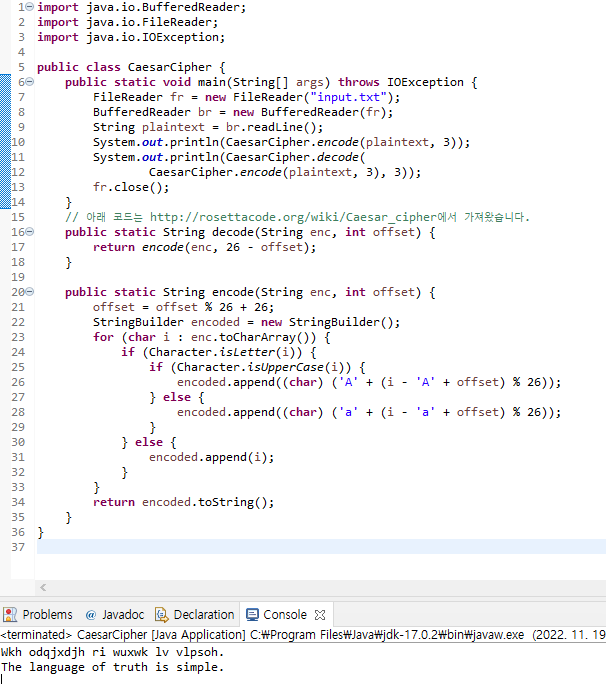 1 import java.io.BufferedReader;
2 import java.io.FileReader;
3 import java.io.IOException;
4
5 public class CaesarCipher {
6     public static void main(String[] args) throws IOException {
7         FileReader fr = new FileReader("input.txt");
8         BufferedReader br = new BufferedReader(fr);
9         String plaintext = br.readLine();
10         System.out.println(CaesarCipher.encode(plaintext, 3));
11         System.out.println(CaesarCipher.decode(
12                 CaesarCipher.encode(plaintext, 3), 3));
13         fr.close();
14     }
15     // 아래 코드는 http://rosettacode.org/wiki/Caesar_cipher에서 가져왔습니다.
16     public static String decode(String enc, int offset) {
17         return encode(enc, 26 - offset);
18     }
19
20     public static String encode(String enc, int offset) {
21         offset = offset % 26 + 26;
22         StringBuilder encoded = new StringBuilder();
23         for (char i : enc.toCharArray()) {
24             if (Character.isLetter(i)) {
25                 if (Character.isUpperCase(i)) {
26                     encoded.append((char) ('A' + (i - 'A' + offset) % 26));
27                 } else {
28                     encoded.append((char) ('a' + (i - 'a' + offset) % 26));
29                 }
30             } else {
31                 encoded.append(i);
32             }
33         }
34         return encoded.toString();
35     }
36 }
37
Problems @ Javadoc Declaration Console
<terminated> CaesarCipher [Java Application] C:₩Program Files₩Java₩jdk-17.0.2₩bin₩javaw.exe (2022. 11. 19
Wkh odqjxdjh ri wuxwk lv vlpsoh.
The language of truth is simple.